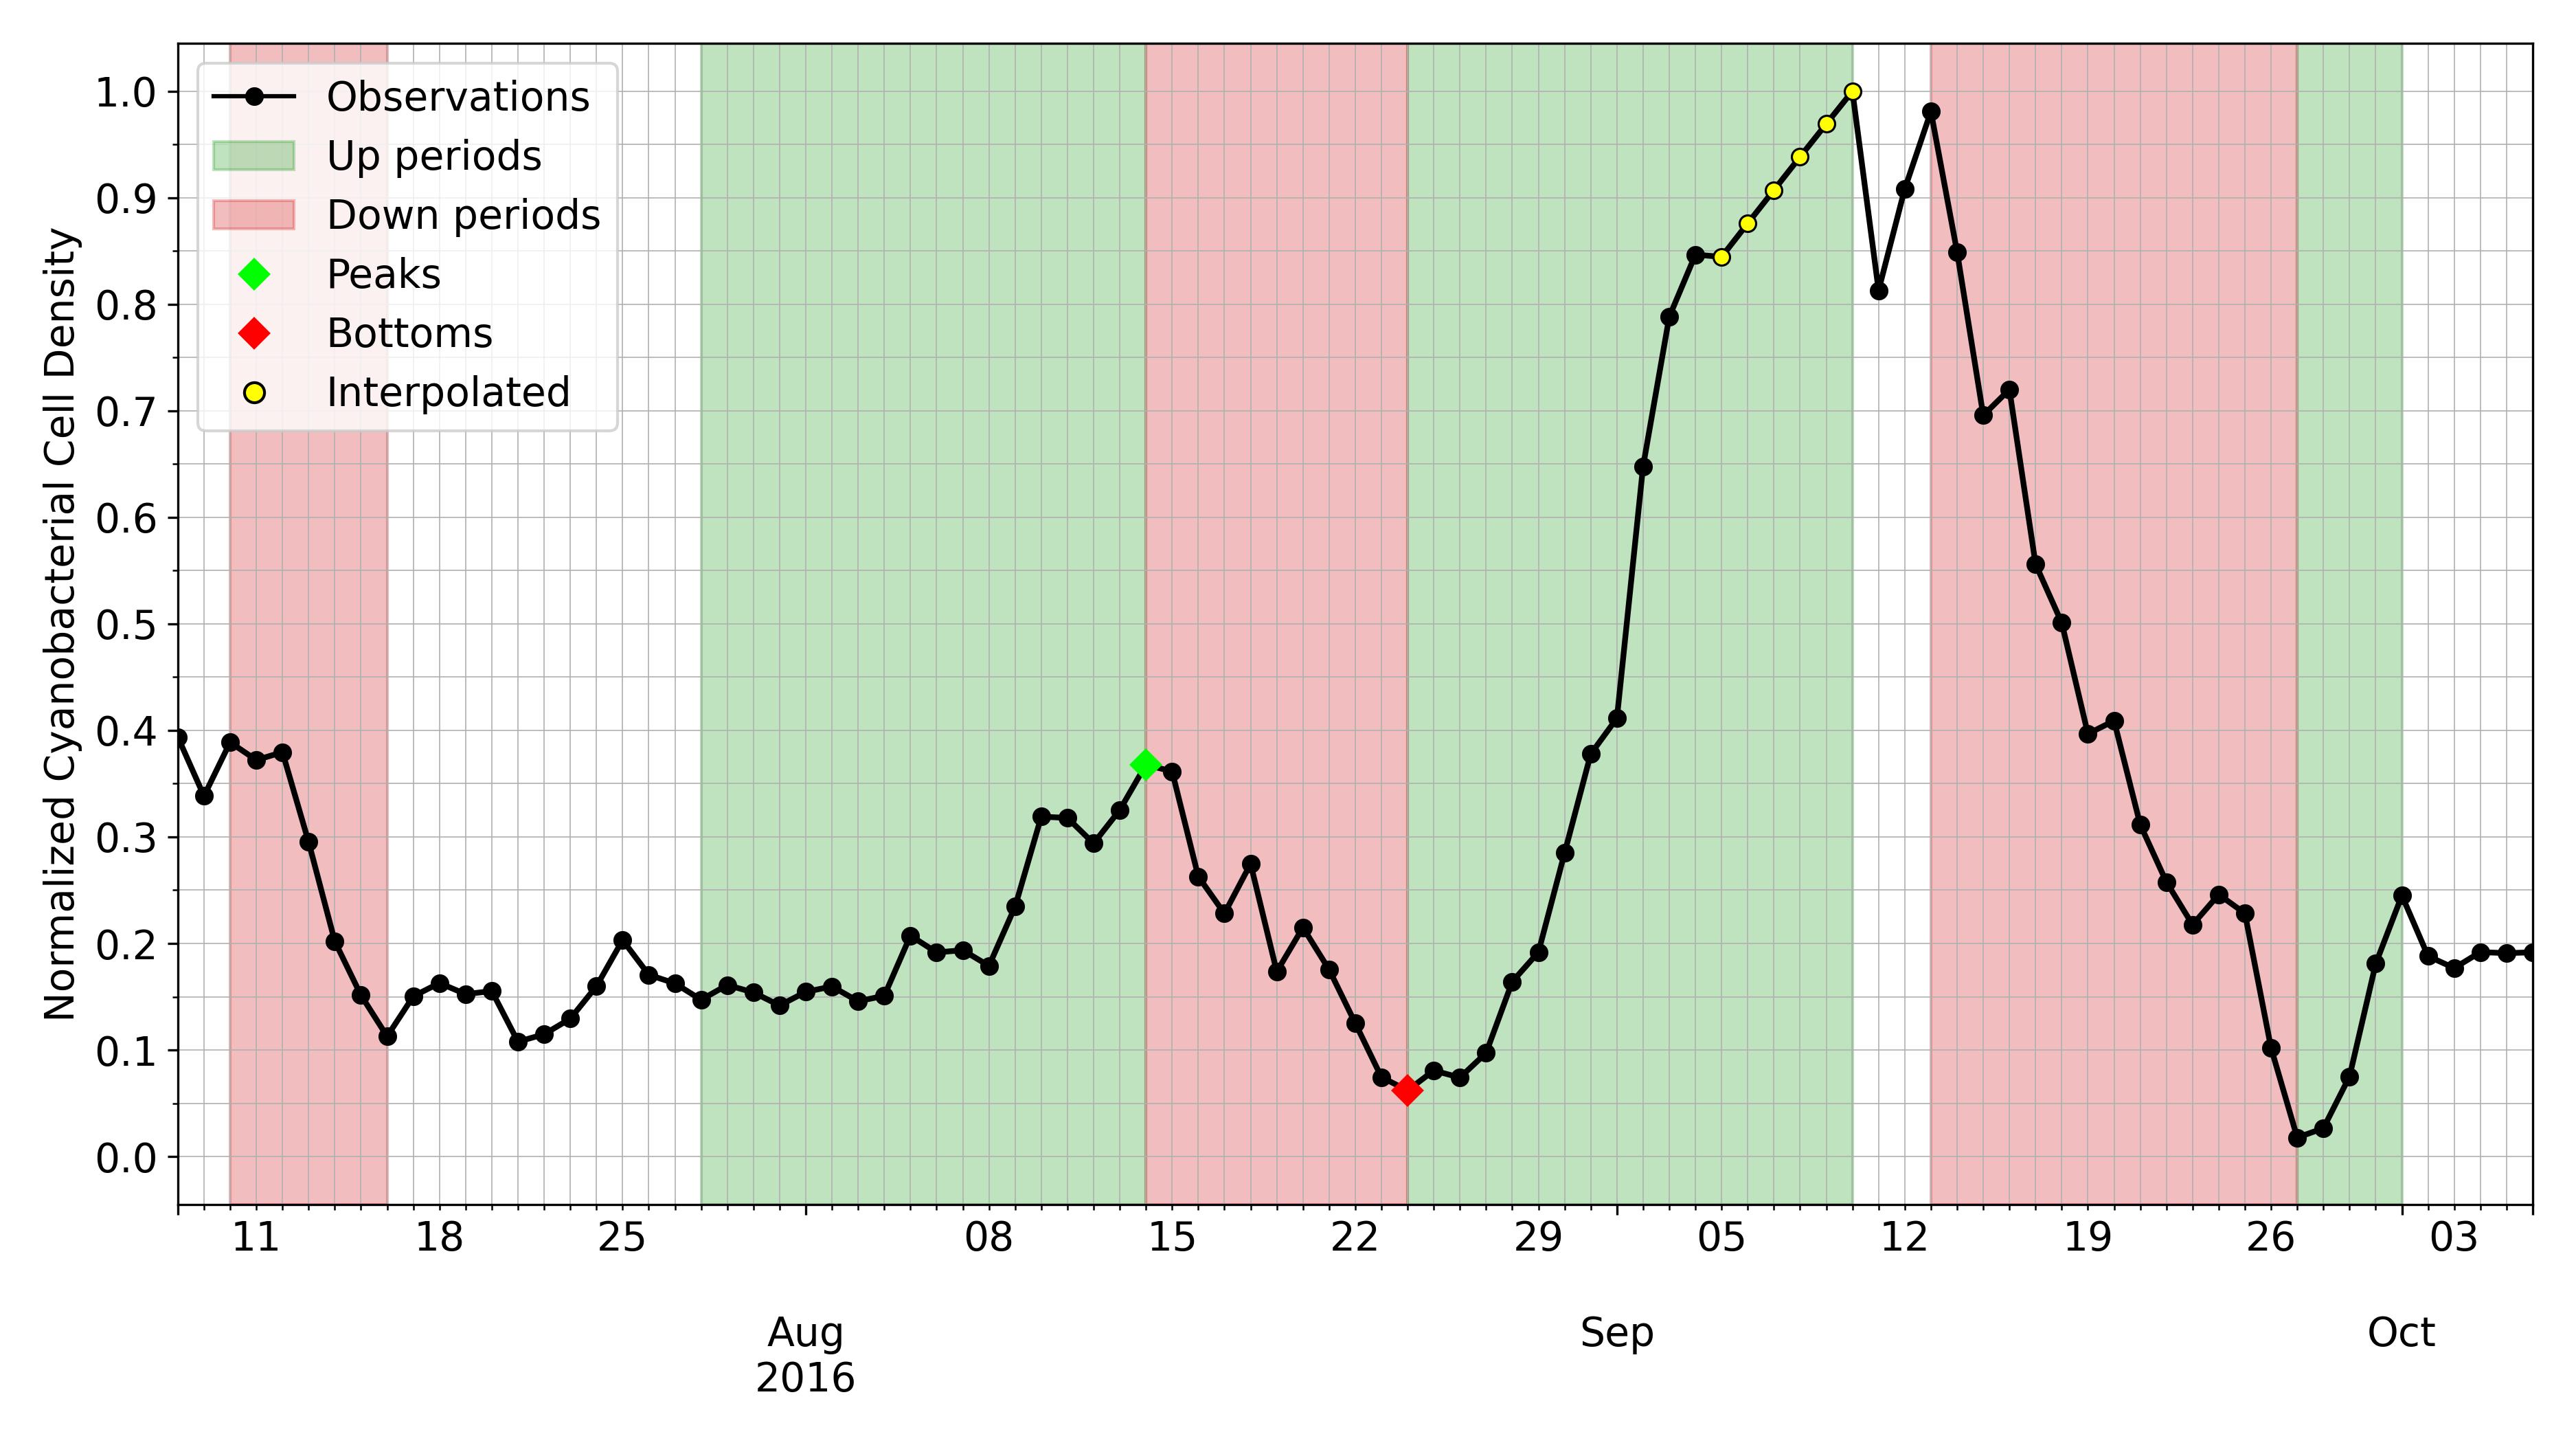 Normalized Cyanobacterial Cell Density
1.0
0.9
0.8
0.7
0.6
0.5
0.4
0.3
0.2
0.1
0.0
Observations
Up periods
Down periods
Peaks
Bottoms
Interpolated
11 18 25 08 15 22 29 05 12 19 26 03
Aug Sep Oct
2016